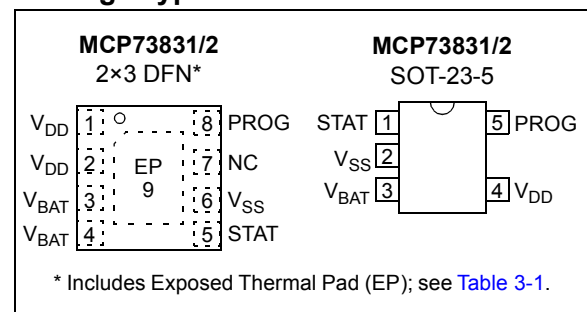 MCP73831/2
2×3 DFN*
VDD 1 8 PROG
VDD 2 EP 7 NC
VBAT 3 9 6 VSS
VBAT 4 5 STAT
MCP73831/2
SOT-23-5
STAT 1 5 PROG
VSS 2
VBAT 3 4 VDD
* Includes Exposed Thermal Pad (EP); see Table 3-1.